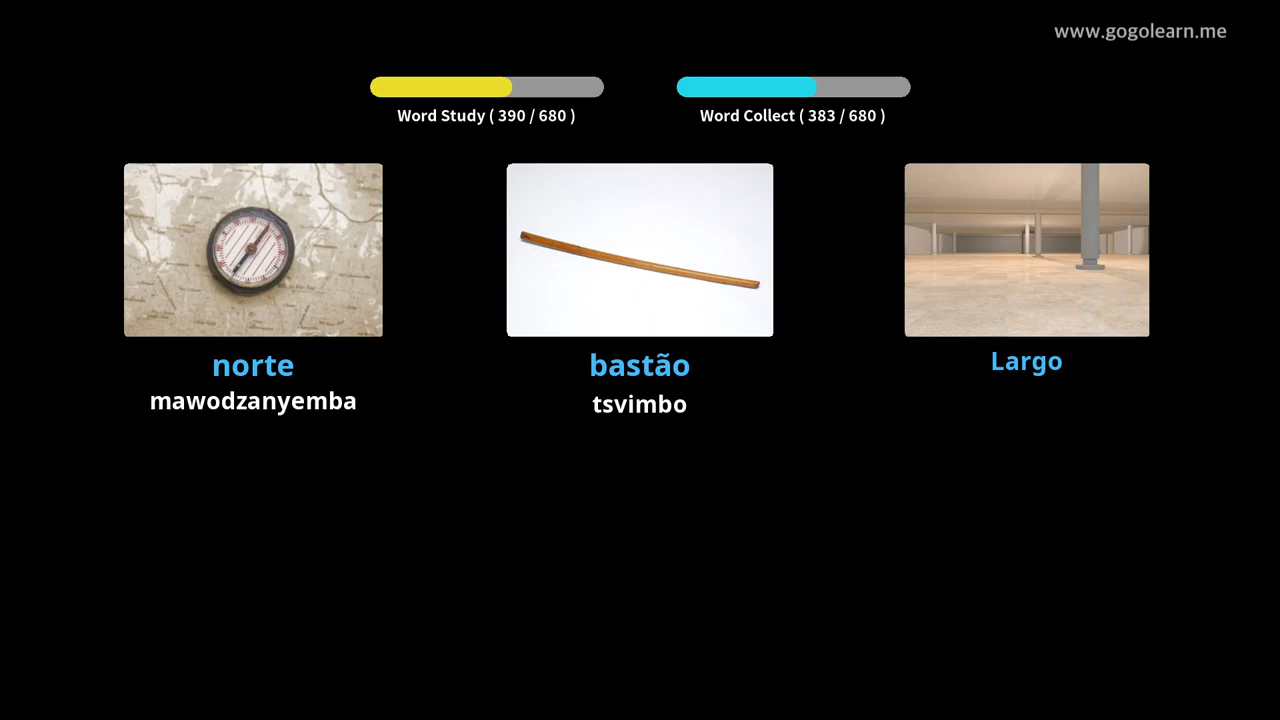 www.gogolearn.me
Word Study ( 390 / 680 )
Word Collect ( 383 / 680 )
norte
mawodzanyemba
bastão
tsvimbo
Largo